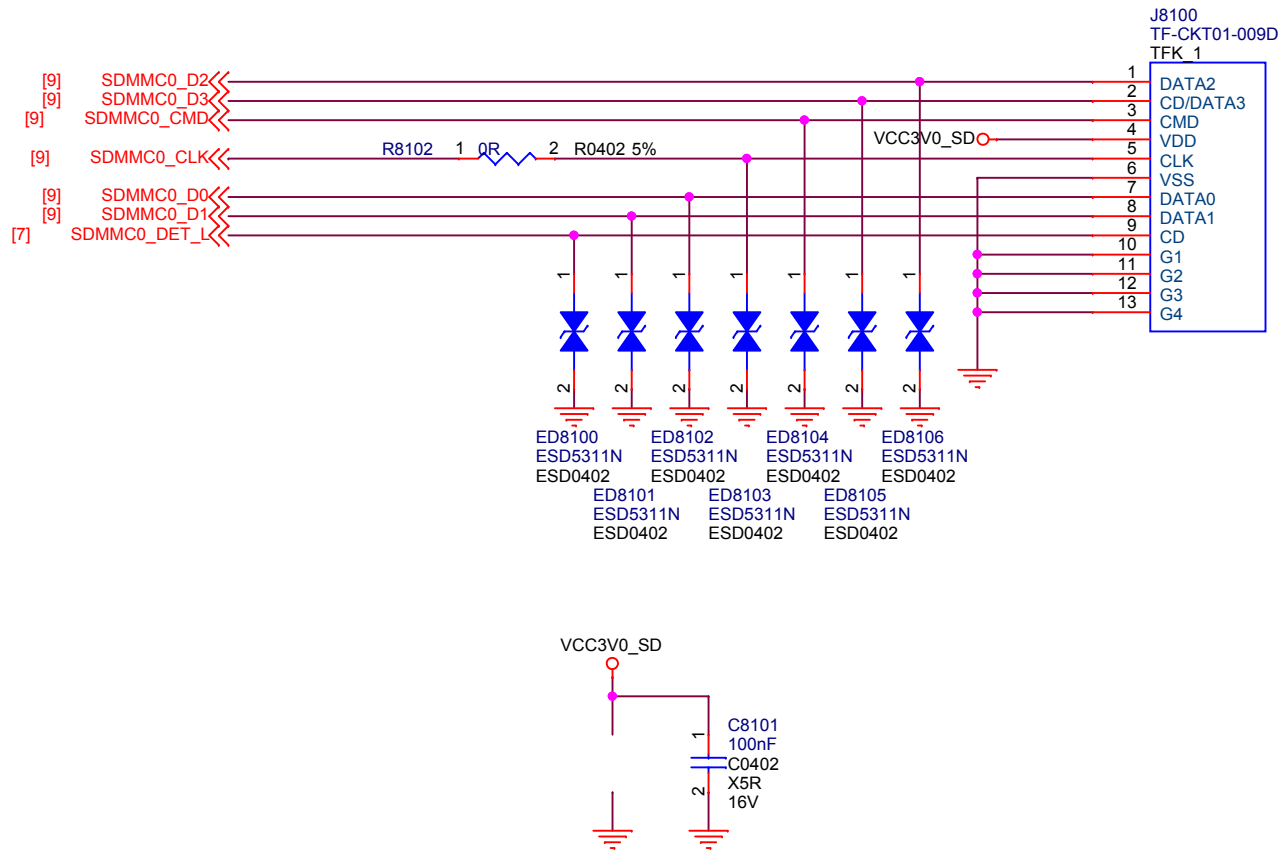 J8100
TF-CKT01-009D
TFK_1
[9] SDMMC0_D2 1 DATA2
[9] SDMMC0_D3 2 CD/DATA3
[9] SDMMC0_CMD 3 CMD
VCC3V0_SD 4 VDD
[9] SDMMC0_CLK R8102 1 0R 2 R0402 5% 5 CLK
6 VSS
[9] SDMMC0_D0 7 DATA0
[9] SDMMC0_D1 8 DATA1
[7] SDMMC0_DET_L 9 CD
10 G1
11 G2
12 G3
13 G4
1 1 1 1 1 1 1
2 2 2 2 2 2 2
ED8100 ED8102 ED8104 ED8106
ESD5311N ESD5311N ESD5311N ESD5311N
ESD0402 ESD0402 ESD0402 ESD0402
ED8101 ED8103 ED8105
ESD5311N ESD5311N ESD5311N
ESD0402 ESD0402 ESD0402
VCC3V0_SD
C8101
1 100nF
C0402
X5R
2 16V